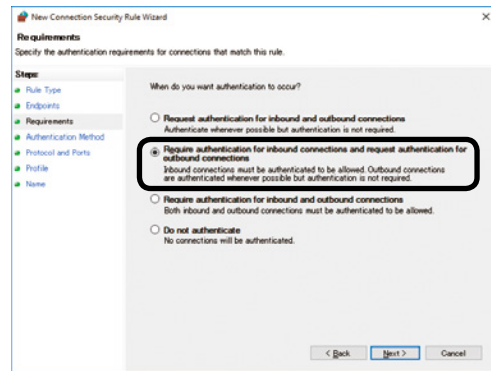 New Connection Security Rule Wizard
Requirements
Specify the authentication requirements for connections that match this rule.
Steps:
Rule Type
Endpoints
Requirements
Authentication Method
Protocol and Ports
Profile
Name
When do you want authentication to occur?
Request authentication for inbound and outbound connections
Authenticate whenever possible but authentication is not required.
Require authentication for inbound connections and request authentication for
outbound connections
Inbound connections must be authenticated to be allowed. Outbound connections
are authenticated whenever possible but authentication is not required.
Require authentication for inbound and outbound connections
Both inbound and outbound connections must be authenticated to be allowed.
Do not authenticate
No connections will be authenticated.
< Back
Next >
Cancel